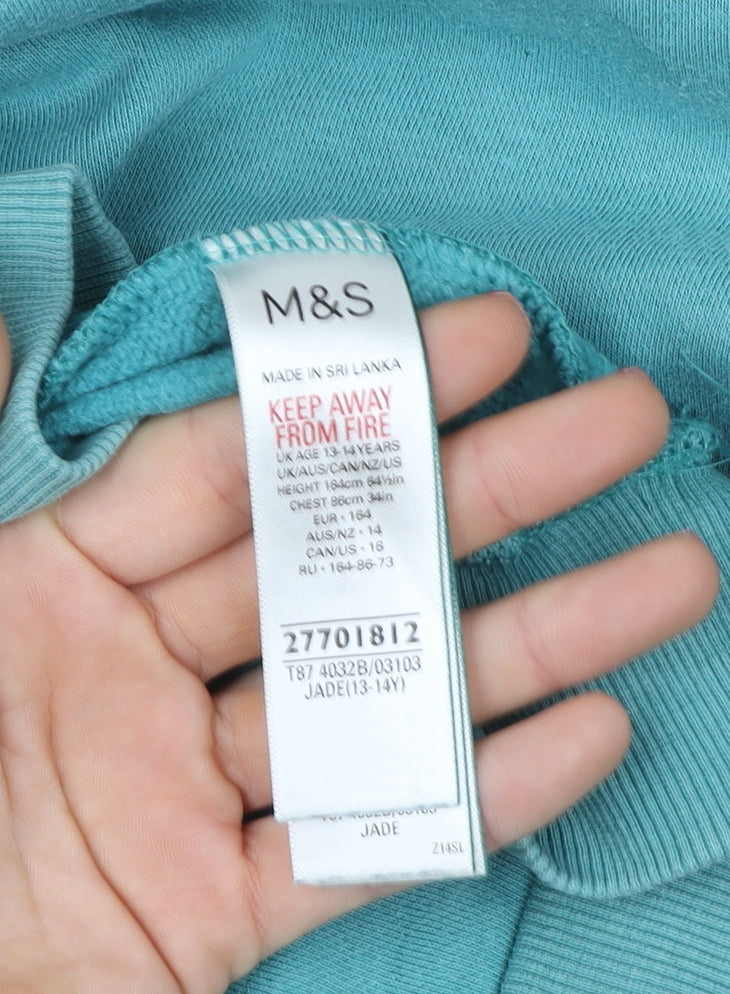 M&S
MADE IN SRI LANKA
KEEP AWAY
FROM FIRE
UK AGE 13-14YEARS
UK/AUS/CAN/NZ/US
HEIGHT 164cm 64½in
CHEST 86cm 34in
EUR • 164
AUS/NZ • 14
CAN/US • 16
RU • 164-86-73
27701812
T87 4032B/03103
JADE(13-14Y)
JADE
Z14SL